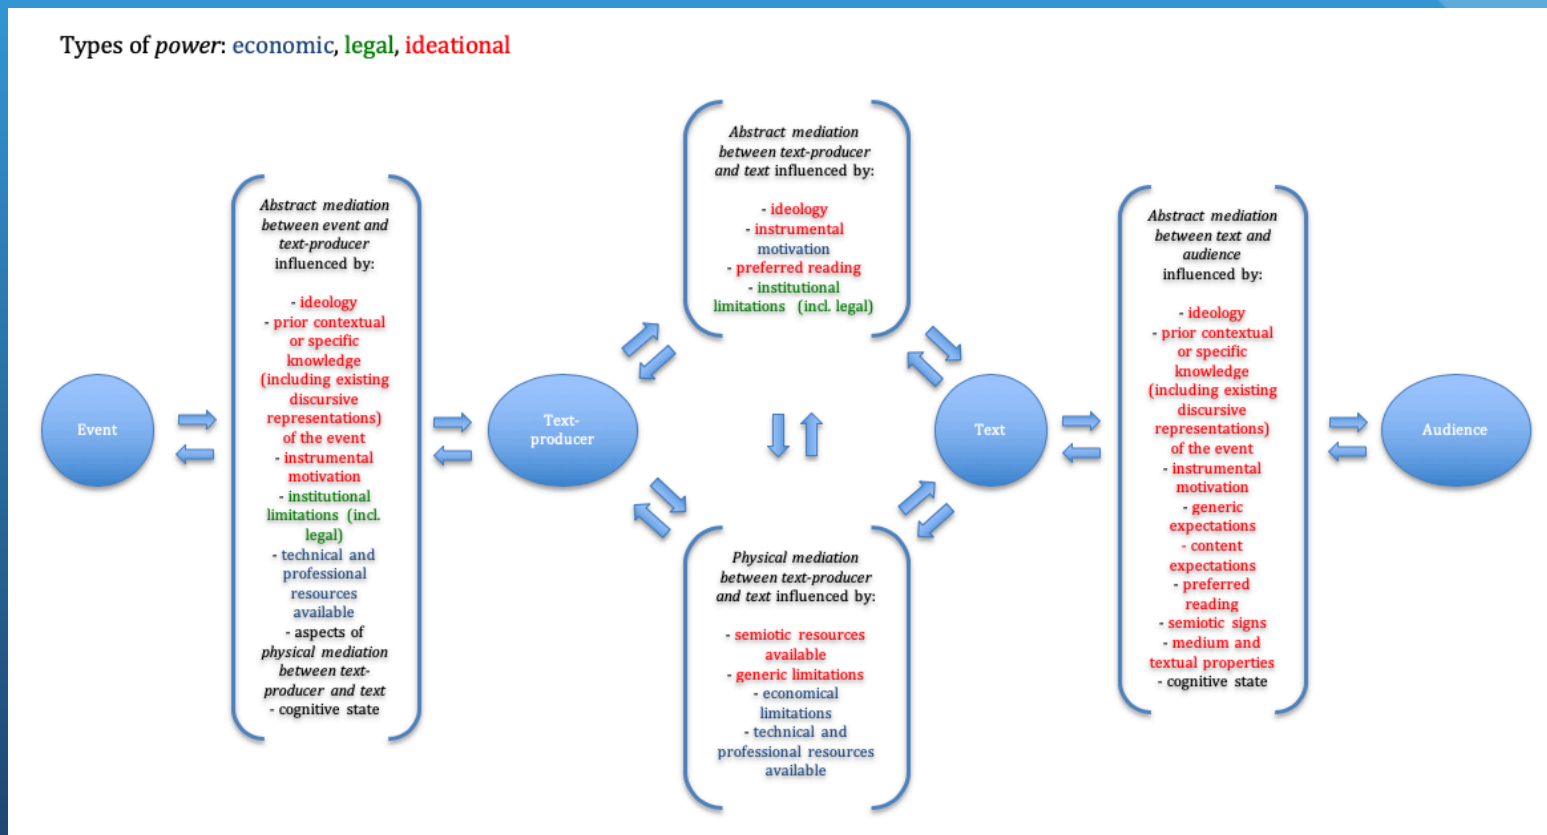 Types of power: economic, legal, ideational
Event
Abstract mediation
between event and
text-producer
influenced by:
- ideology
- prior contextual
or specific
knowledge
(including existing
discursive
representations)
of the event
- instrumental
motivation
- institutional
limitations (incl.
legal)
- technical and
professional
resources
available
- aspects of
physical mediation
between text-
producer and text
- cognitive state
Text-
producer
Abstract mediation
between text-producer
and text influenced by:
- ideology
- instrumental
motivation
- preferred reading
- institutional
limitations (incl. legal)
Physical mediation
between text-producer
and text influenced by:
- semiotic resources
available
- generic limitations
- economical
limitations
- technical and
professional resources
available
Text
Abstract mediation
between text and
audience
influenced by:
- ideology
- prior contextual
or specific
knowledge
(including existing
discursive
representations)
of the event
- instrumental
motivation
- generic
expectations
- content
expectations
- preferred
reading
- semiotic signs
- medium and
textual properties
- cognitive state
Audience